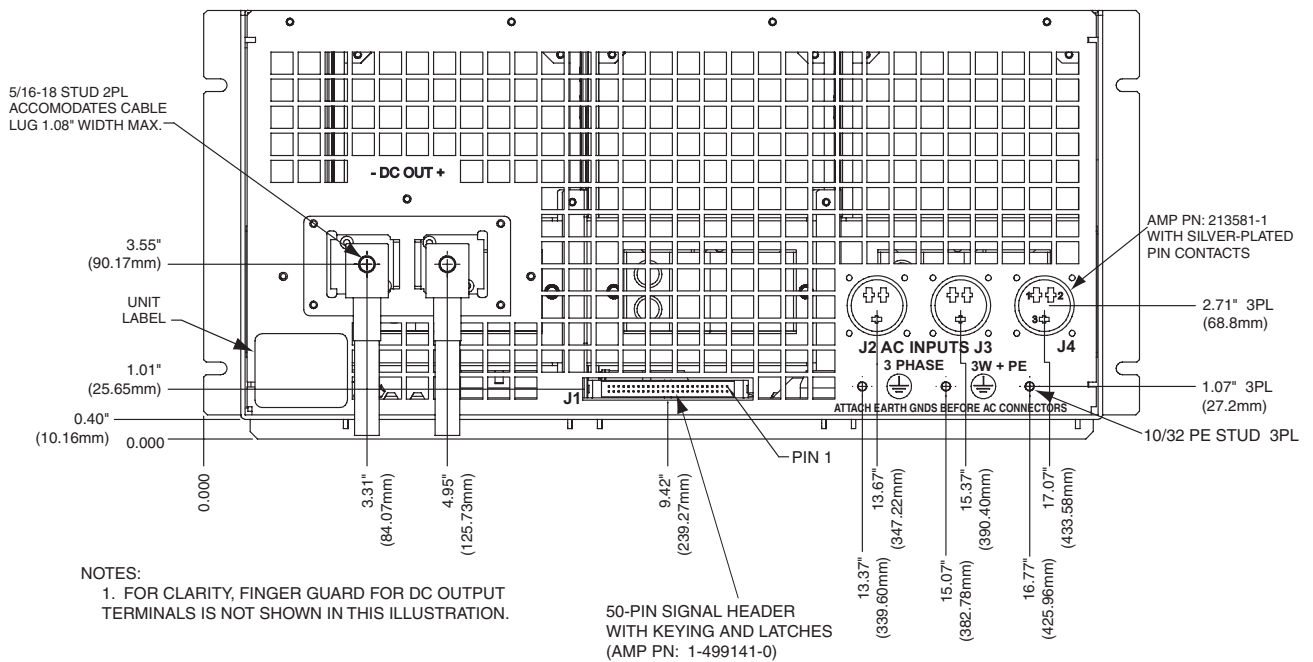 5/16-18 STUD 2PL
ACCOMODATES CABLE
LUG 1.08" WIDTH MAX.
- DC OUT +
3.55"
(90.17mm)
UNIT
LABEL
1.01"
(25.65mm)
0.40"
(10.16mm)
0.000
AMP PN: 213581-1
WITH SILVER-PLATED
PIN CONTACTS
1 2
3
2.71" 3PL
(68.8mm)
J2 AC INPUTS J3
J4
3 PHASE
3W + PE
J1
ATTACH EARTH GNDS BEFORE AC CONNECTORS
1.07" 3PL
(27.2mm)
10/32 PE STUD 3PL
PIN 1
0.000
3.31"
(84.07mm)
4.95"
(125.73mm)
9.42"
(239.27mm)
13.67"
(347.22mm)
15.37"
(390.40mm)
17.07"
(433.58mm)
13.37"
(339.60mm)
15.07"
(382.78mm)
16.77"
(425.96mm)
NOTES:
1. FOR CLARITY, FINGER GUARD FOR DC OUTPUT
TERMINALS IS NOT SHOWN IN THIS ILLUSTRATION.
50-PIN SIGNAL HEADER
WITH KEYING AND LATCHES
(AMP PN: 1-499141-0)